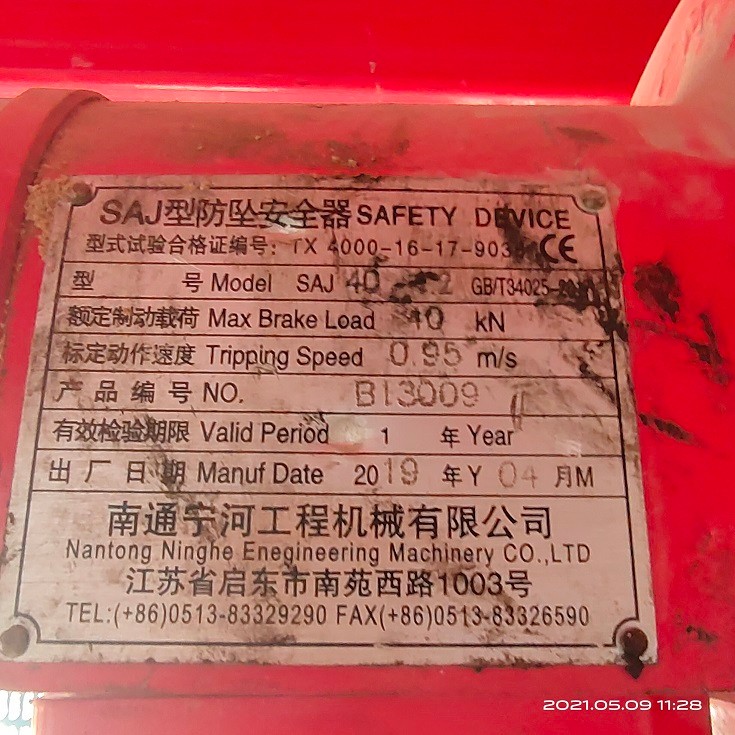 SAJ型防坠安全器 SAFETY DEVICE
型式试验合格证编号: TX 4000-16-17-903 CE
型 号 Model SAJ 40 2 GB/T34025-
额定制动载荷 Max Brake Load 40 kN
标定动作速度 Tripping Speed 0.95 m/s
产 品 编 号 NO. B13009
有效检验期限 Valid Period 1 年 Year
出 厂 日 期 Manuf Date 2019 年Y 04 月M
南通宁河工程机械有限公司
Nantong Ninghe Enegineering Machinery CO.,LTD
江苏省启东市南苑西路1003号
TEL:(+86)0513-83329290 FAX(+86)0513-83326590
2021.05.09 11:28